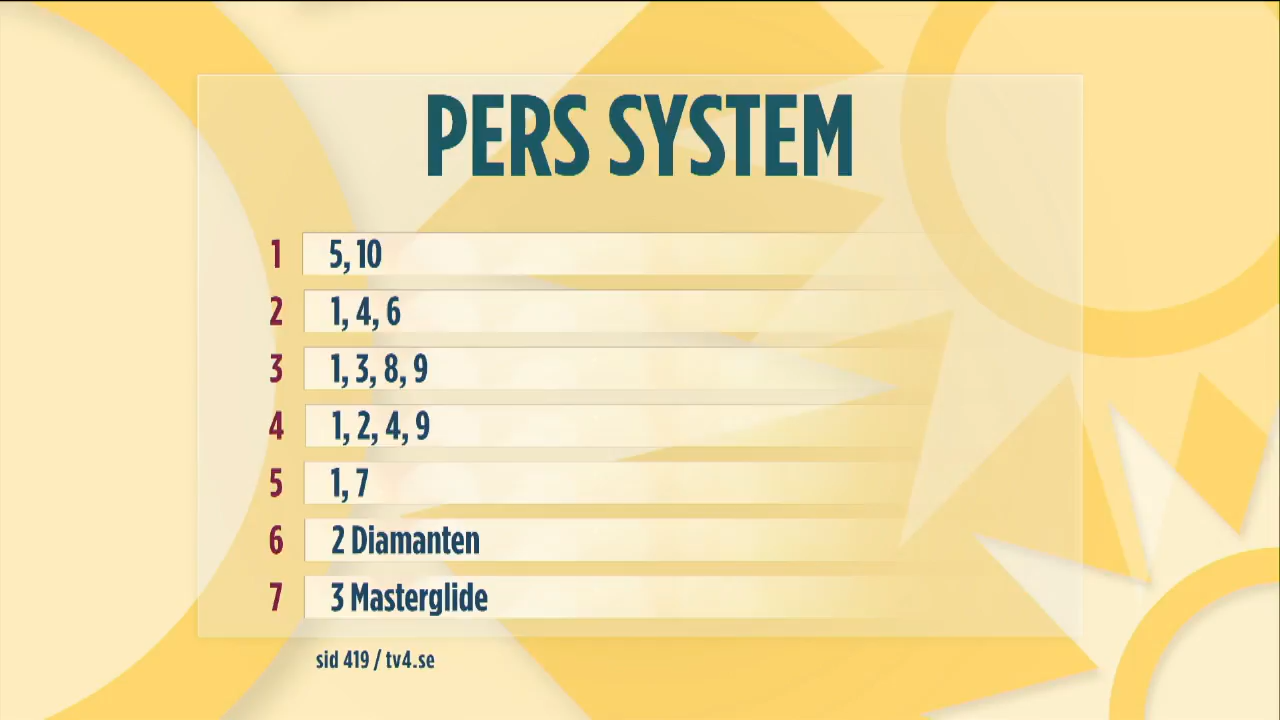 PERS SYSTEM
1 5, 10
2 1, 4, 6
3 1, 3, 8, 9
4 1, 2, 4, 9
5 1, 7
6 2 Diamanten
7 3 Masterglide
sid 419 / tv4.se